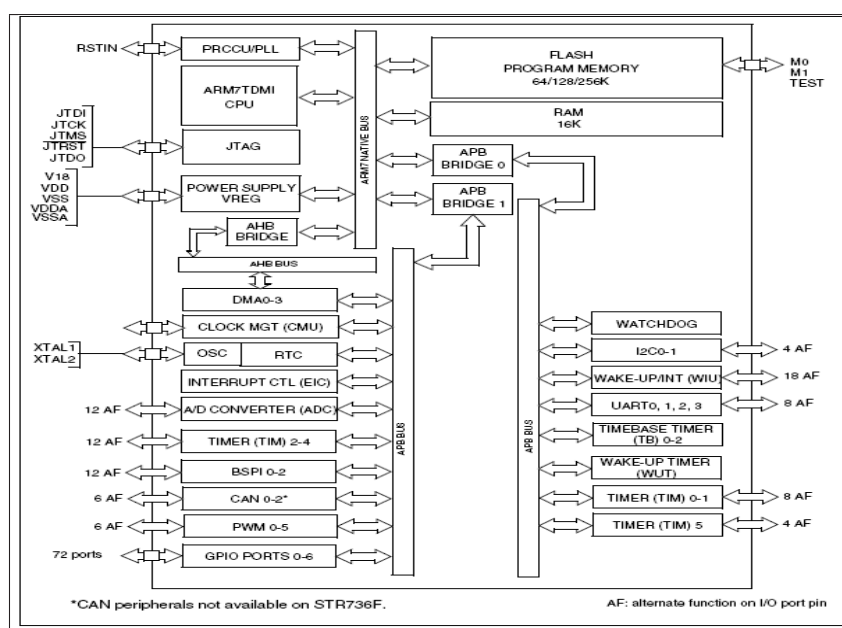 RSTIN
PRCCU/PLL
ARM7TDMI
CPU
JTDI
JTCK
JTMS
JTRST
JTDO
JTAG
V18
VDD
VSS
VDDA
VSSA
POWER SUPPLY
VREG
AHB
BRIDGE
AHB BUS
ARM7 NATIVE BUS
FLASH
PROGRAM MEMORY
64/128/256K
M0
M1
TEST
RAM
16K
APB
BRIDGE 0
APB
BRIDGE 1
DMA0-3
CLOCK MGT (CMU)
XTAL1
XTAL2
OSC
RTC
INTERRUPT CTL (EIC)
12 AF
A/D CONVERTER (ADC)
12 AF
TIMER (TIM) 2-4
12 AF
BSPI 0-2
6 AF
CAN 0-2*
6 AF
PWM 0-5
72 ports
GPIO PORTS 0-6
APB BUS
APB BUS
WATCHDOG
I2C0-1
4 AF
WAKE-UP/INT (WIU)
18 AF
UART0, 1, 2, 3
8 AF
TIMEBASE TIMER
(TB) 0-2
WAKE-UP TIMER
(WUT)
TIMER (TIM) 0-1
8 AF
TIMER (TIM) 5
4 AF
*CAN peripherals not available on STR736F.
AF: alternate function on I/O port pin